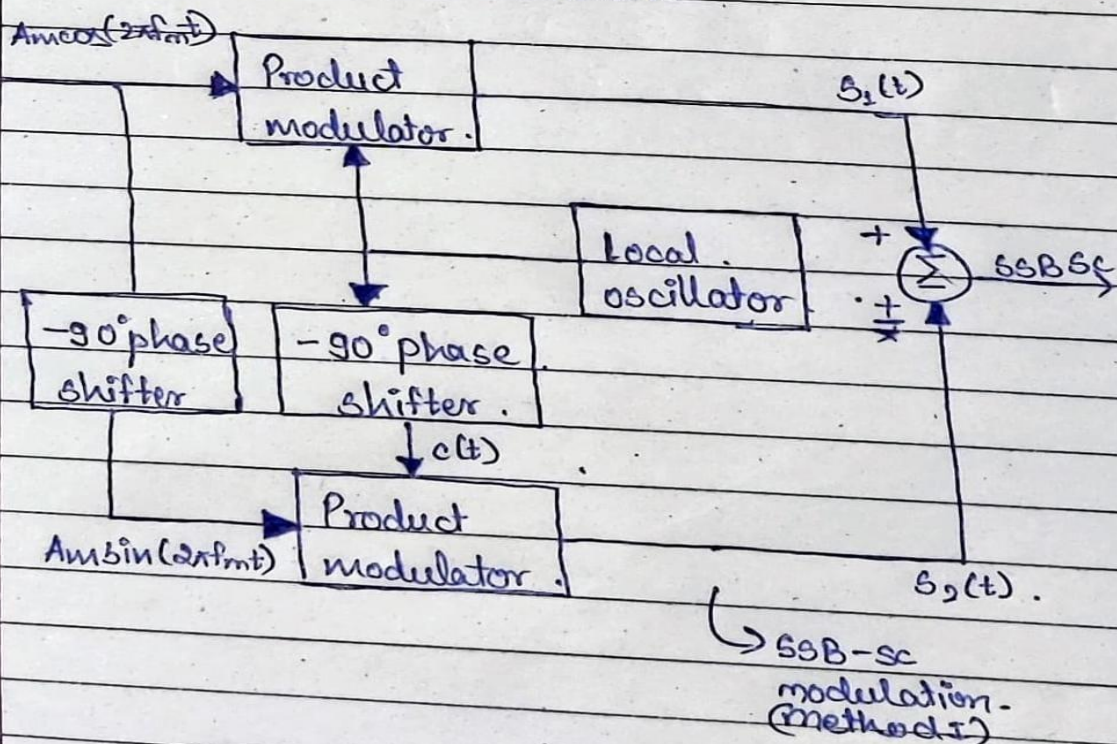 Amcos(2πfmt)
Product
modulator.
S₁(t)
Local.
oscillator
+
Σ
SSBSC
±
-90°phase
shifter
-90°phase
shifter.
c(t)
Product
modulator.
Amsin(2πfmt)
S₂(t).
SSB-SC
modulation-
(Method I)